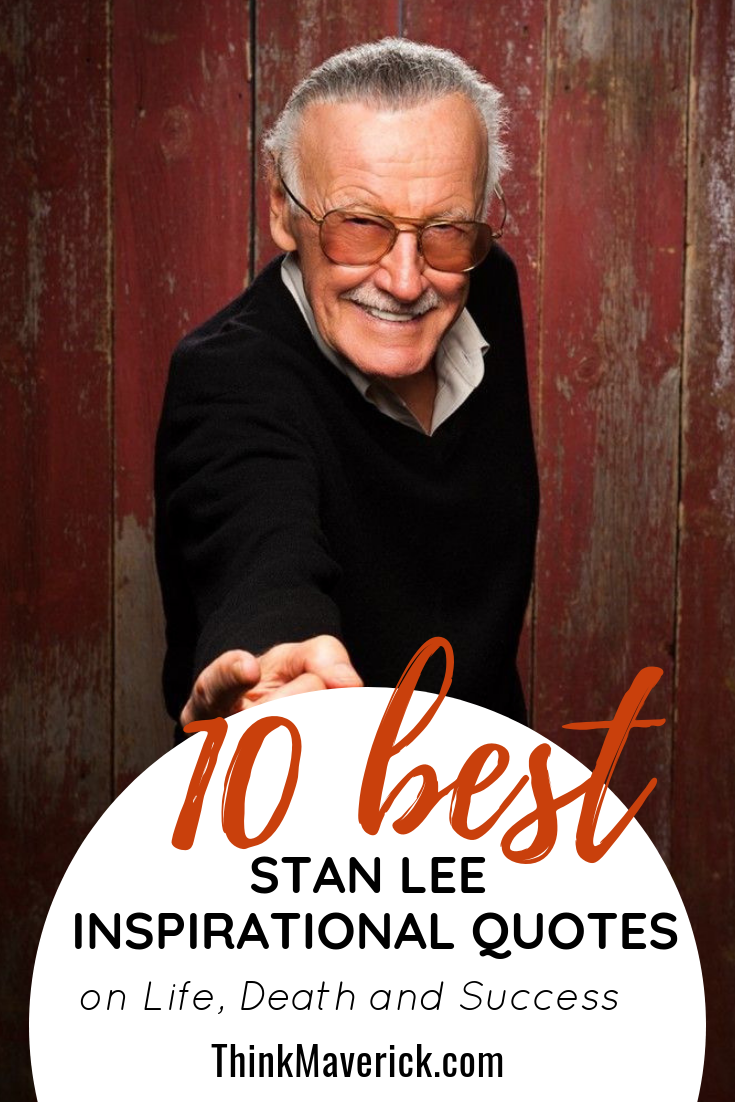 10 best
STAN LEE
INSPIRATIONAL QUOTES
on Life, Death and Success
ThinkMaverick.com